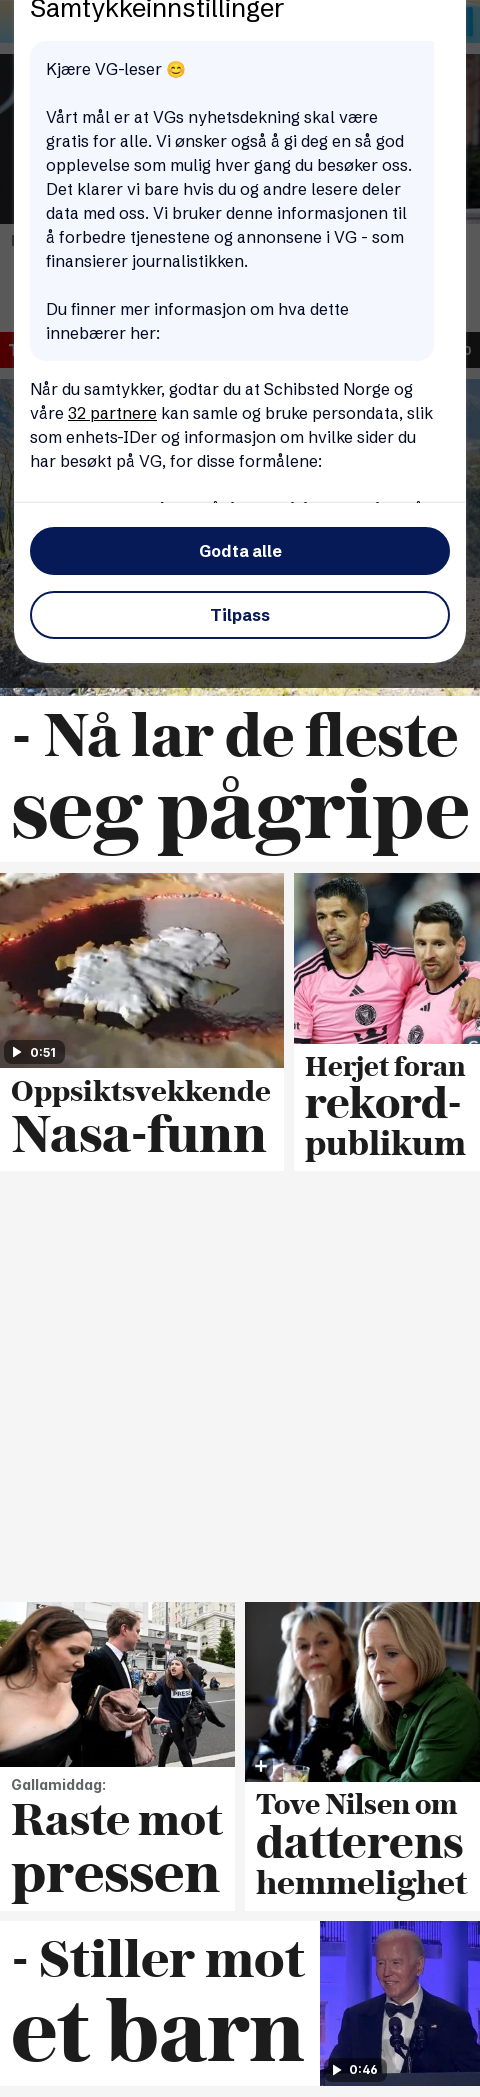 Samtykkeinnstillinger
Kjære VG-leser 😊
Vårt mål er at VGs nyhetsdekning skal være
gratis for alle. Vi ønsker også å gi deg en så god
opplevelse som mulig hver gang du besøker oss.
Det klarer vi bare hvis du og andre lesere deler
data med oss. Vi bruker denne informasjonen til
å forbedre tjenestene og annonsene i VG - som
finansierer journalistikken.
Du finner mer informasjon om hva dette
innebærer her:
Når du samtykker, godtar du at Schibsted Norge og
våre 32 partnere kan samle og bruke persondata, slik
som enhets-IDer og informasjon om hvilke sider du
har besøkt på VG, for disse formålene:
Godta alle
Tilpass
- Nå lar de fleste
seg pågripe
0:51
Oppsiktsvekkende
Nasa-funn
Herjet foran
rekord-
publikum
PRESS
Gallamiddag:
Raste mot
pressen
Tove Nilsen om
datterens
hemmelighet
- Stiller mot
et barn
0:46